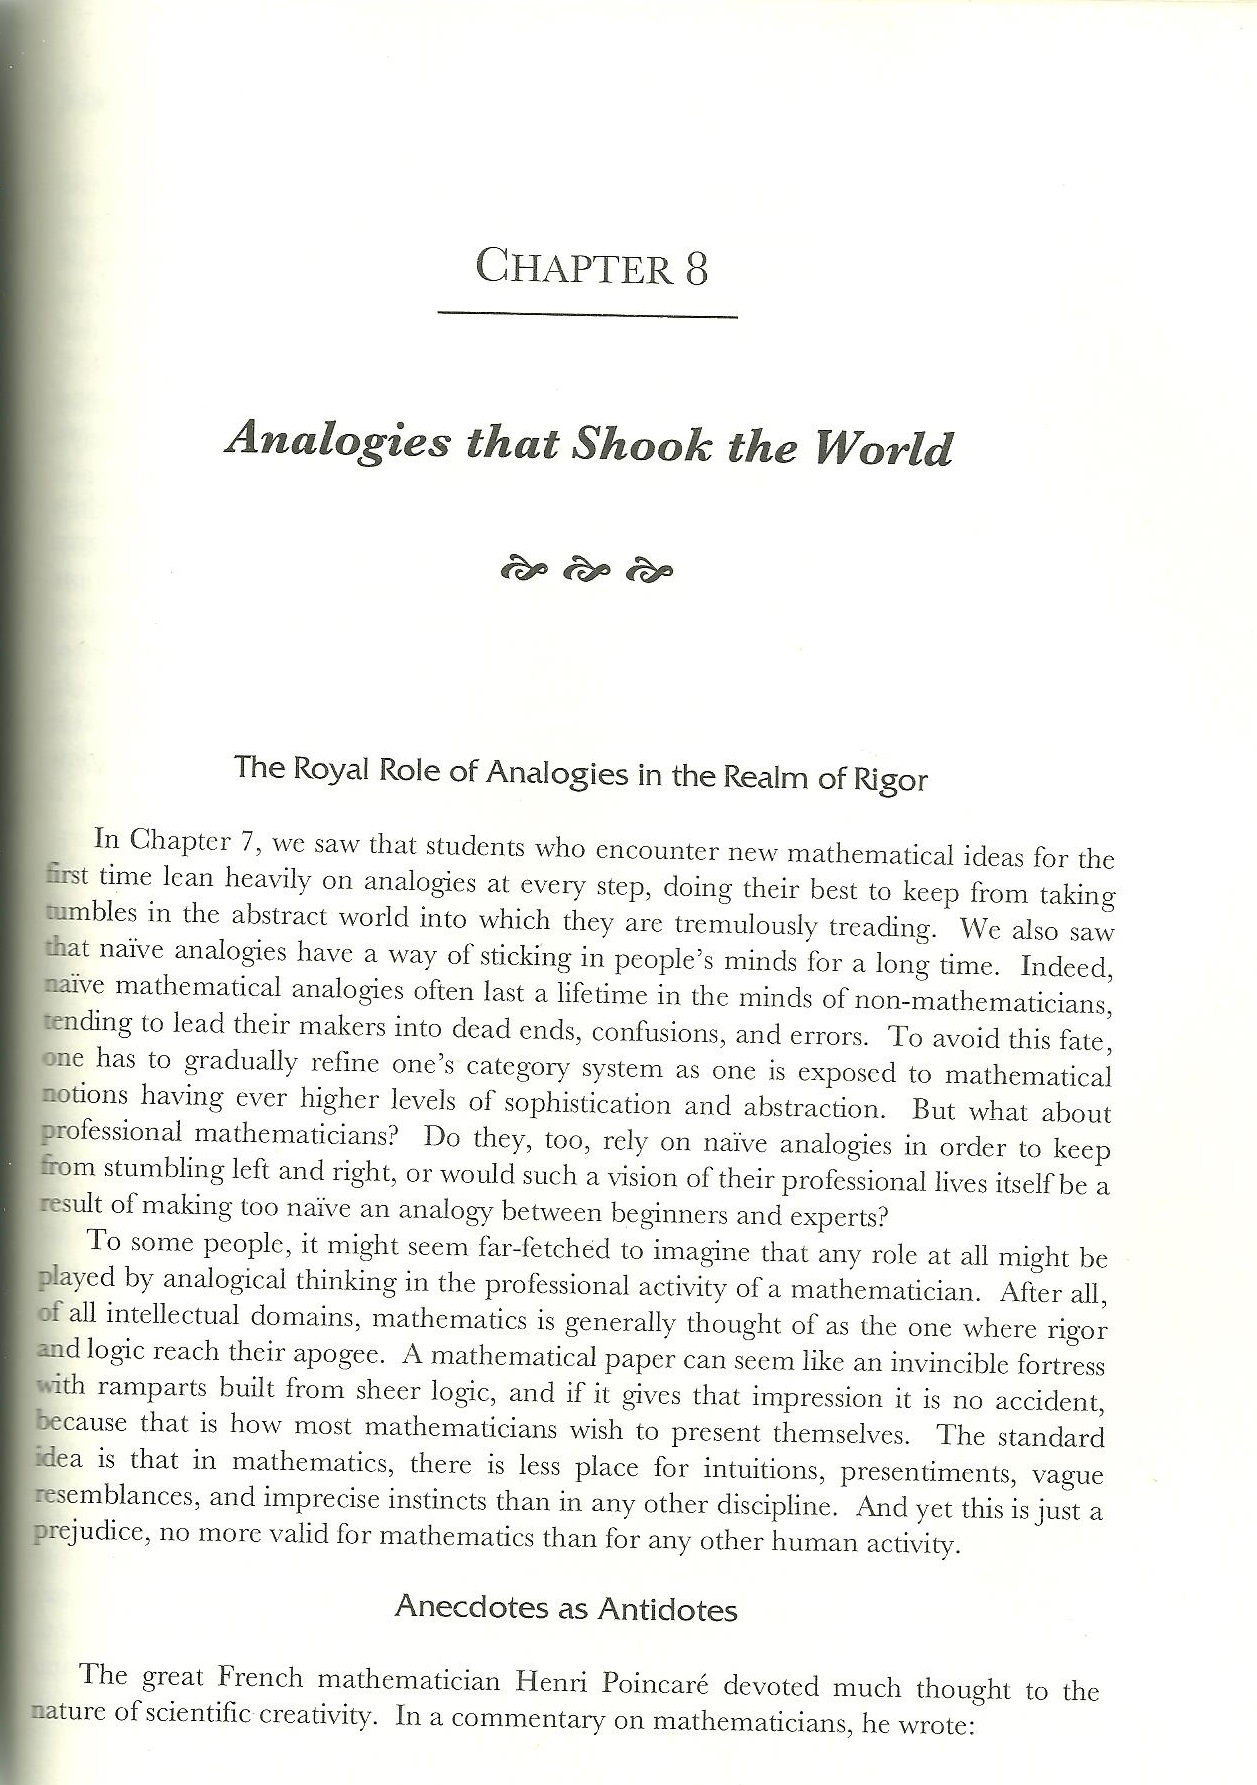 CHAPTER 8
Analogies that Shook the World
The Royal Role of Analogies in the Realm of Rigor
In Chapter 7, we saw that students who encounter new mathematical ideas for the
first time lean heavily on analogies at every step, doing their best to keep from taking
tumbles in the abstract world into which they are tremulously treading. We also saw
that naïve analogies have a way of sticking in people's minds for a long time. Indeed,
naïve mathematical analogies often last a lifetime in the minds of non-mathematicians,
tending to lead their makers into dead ends, confusions, and errors. To avoid this fate,
one has to gradually refine one's category system as one is exposed to mathematical
notions having ever higher levels of sophistication and abstraction. But what about
professional mathematicians? Do they, too, rely on naïve analogies in order to keep
from stumbling left and right, or would such a vision of their professional lives itself be a
result of making too naïve an analogy between beginners and experts?
To some people, it might seem far-fetched to imagine that any role at all might be
played by analogical thinking in the professional activity of a mathematician. After all,
of all intellectual domains, mathematics is generally thought of as the one where rigor
and logic reach their apogee. A mathematical paper can seem like an invincible fortress
with ramparts built from sheer logic, and if it gives that impression it is no accident,
because that is how most mathematicians wish to present themselves. The standard
idea is that in mathematics, there is less place for intuitions, presentiments, vague
resemblances, and imprecise instincts than in any other discipline. And yet this is just a
prejudice, no more valid for mathematics than for any other human activity.
Anecdotes as Antidotes
The great French mathematician Henri Poincaré devoted much thought to the
nature of scientific creativity. In a commentary on mathematicians, he wrote: